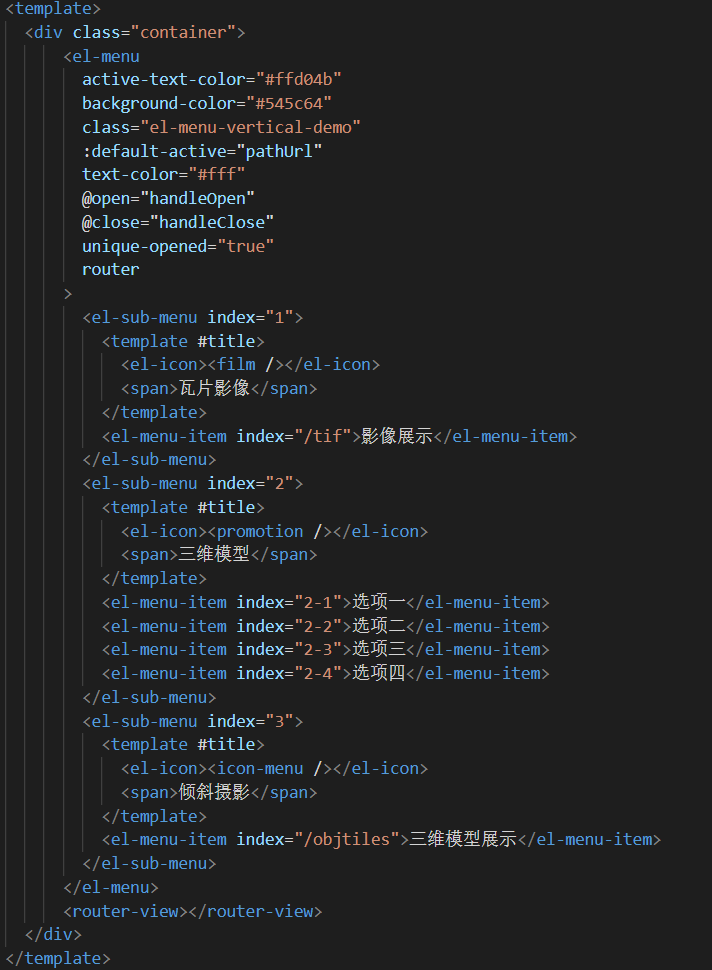 <template>
<div class="container">
<el-menu
active-text-color="#ffd04b"
background-color="#545c64"
class="el-menu-vertical-demo"
:default-active="pathUrl"
text-color="#fff"
@open="handleOpen"
@close="handleClose"
unique-opened="true"
router
>
<el-sub-menu index="1">
<template #title>
<el-icon><film /></el-icon>
<span>瓦片影像</span>
</template>
<el-menu-item index="/tif">影像展示</el-menu-item>
</el-sub-menu>
<el-sub-menu index="2">
<template #title>
<el-icon><promotion /></el-icon>
<span>三维模型</span>
</template>
<el-menu-item index="2-1">选项一</el-menu-item>
<el-menu-item index="2-2">选项二</el-menu-item>
<el-menu-item index="2-3">选项三</el-menu-item>
<el-menu-item index="2-4">选项四</el-menu-item>
</el-sub-menu>
<el-sub-menu index="3">
<template #title>
<el-icon><icon-menu /></el-icon>
<span>倾斜摄影</span>
</template>
<el-menu-item index="/objtiles">三维模型展示</el-menu-item>
</el-sub-menu>
</el-menu>
<router-view></router-view>
</div>
</template>